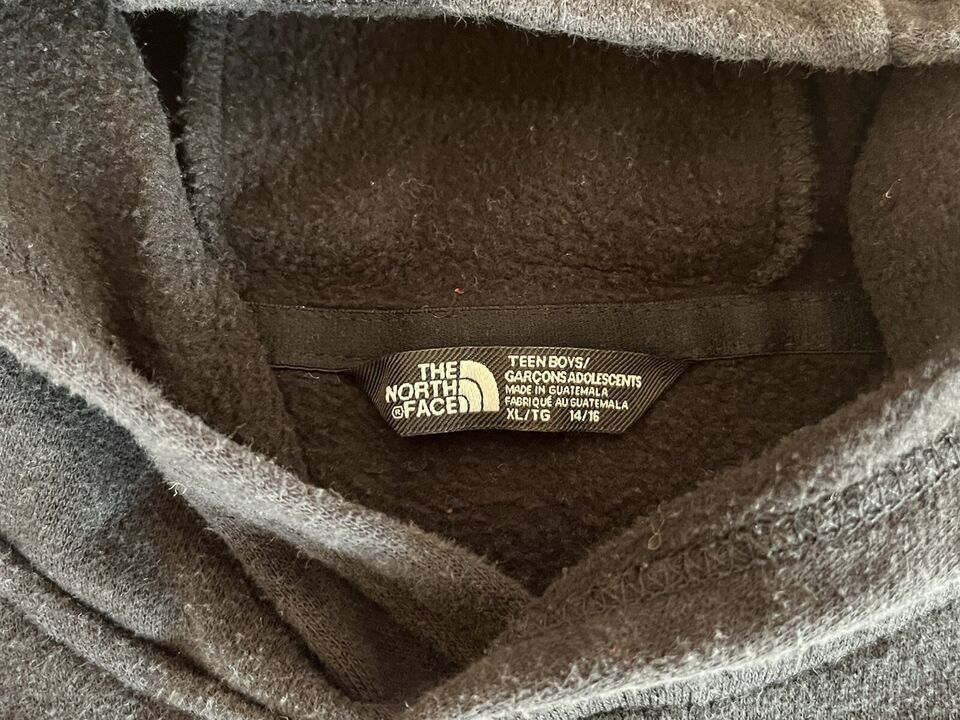 THE
NORTH
FACE
®
TEEN BOYS/
GARÇONS ADOLESCENTS
MADE IN GUATEMALA
FABRIQUÉ AU GUATEMALA
XL/TG 14/16